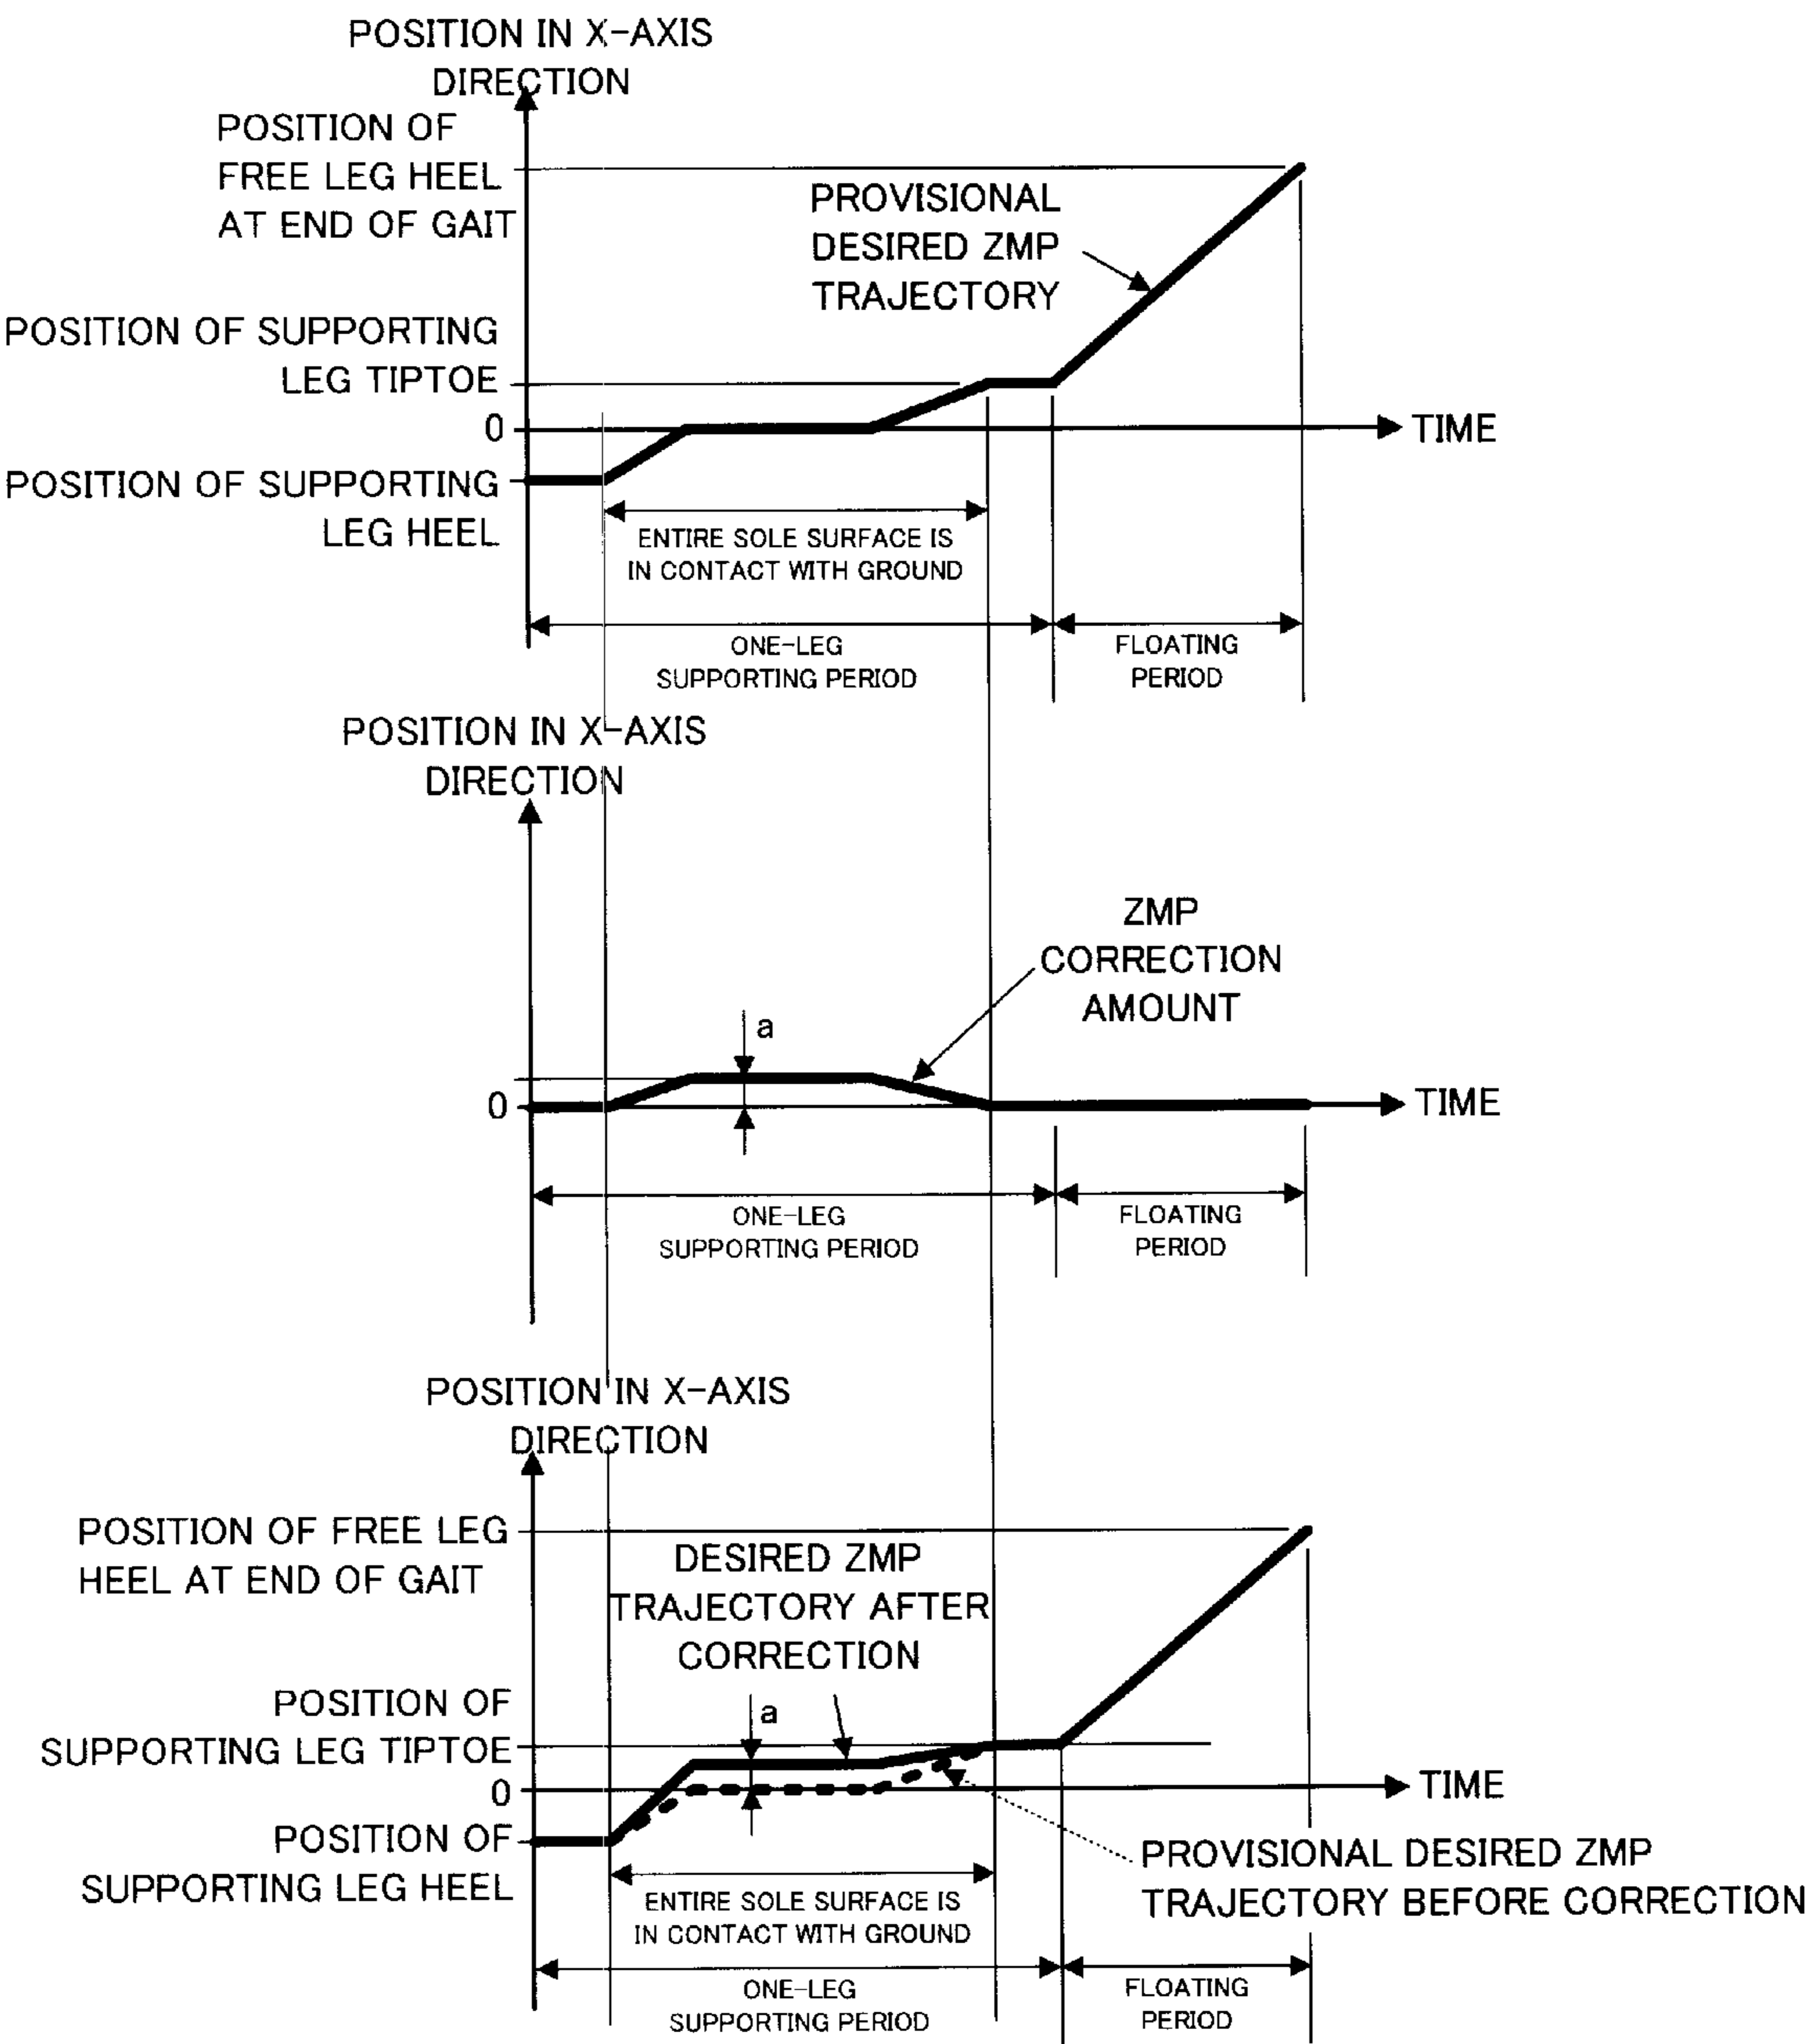 POSITION IN X-AXIS
DIRECTION
POSITION OF
FREE LEG HEEL
AT END OF GAIT
PROVISIONAL
DESIRED ZMP
TRAJECTORY
POSITION OF SUPPORTING
LEG TIPTOE
0
TIME
POSITION OF SUPPORTING
LEG HEEL
ENTIRE SOLE SURFACE IS
IN CONTACT WITH GROUND
ONE-LEG
SUPPORTING PERIOD
FLOATING
PERIOD
POSITION IN X-AXIS
DIRECTION
ZMP
CORRECTION
AMOUNT
a
0
TIME
ONE-LEG
SUPPORTING PERIOD
FLOATING
PERIOD
POSITION IN X-AXIS
DIRECTION
POSITION OF FREE LEG
HEEL AT END OF GAIT
DESIRED ZMP
TRAJECTORY AFTER
CORRECTION
a
POSITION OF
SUPPORTING LEG TIPTOE
0
TIME
POSITION OF
SUPPORTING LEG HEEL
PROVISIONAL DESIRED ZMP
TRAJECTORY BEFORE CORRECTION
ENTIRE SOLE SURFACE IS
IN CONTACT WITH GROUND
ONE-LEG
SUPPORTING PERIOD
FLOATING
PERIOD